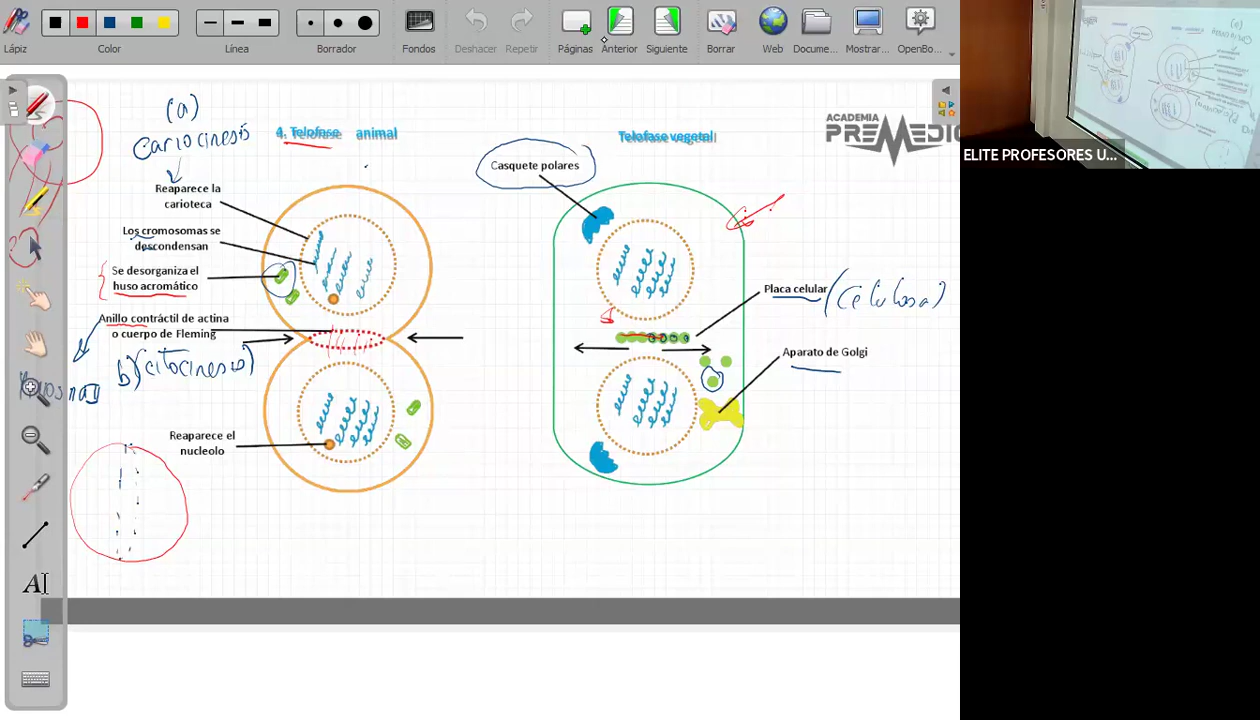 Lápiz
Color
Línea
Borrador
Fondos
Deshacer
Repetir
Páginas
Anterior
Siguiente
Borrar
Web
Docume...
Mostrar...
OpenBo...
(a)
Cariocinesis
4. Telofase animal
Telofase vegetal
ACADEMIA
PREMEDIC
ELITE PROFESORES U...
Casquete polares
Reaparece la
carioteca
Los cromosomas se
descondensan
Se desorganiza el
huso acromático
Anillo contráctil de actina
o cuerpo de Fleming
b) (citocinesis)
Placa celular (Celulosa)
Aparato de Golgi
Reaparece el
nucleolo
A